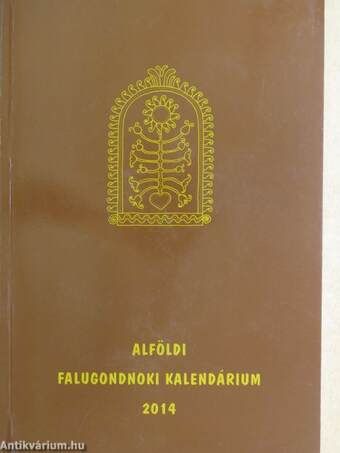 ALFÖLDI
FALUGONDNOKI KALENDÁRIUM
2014
Antikvárium.hu